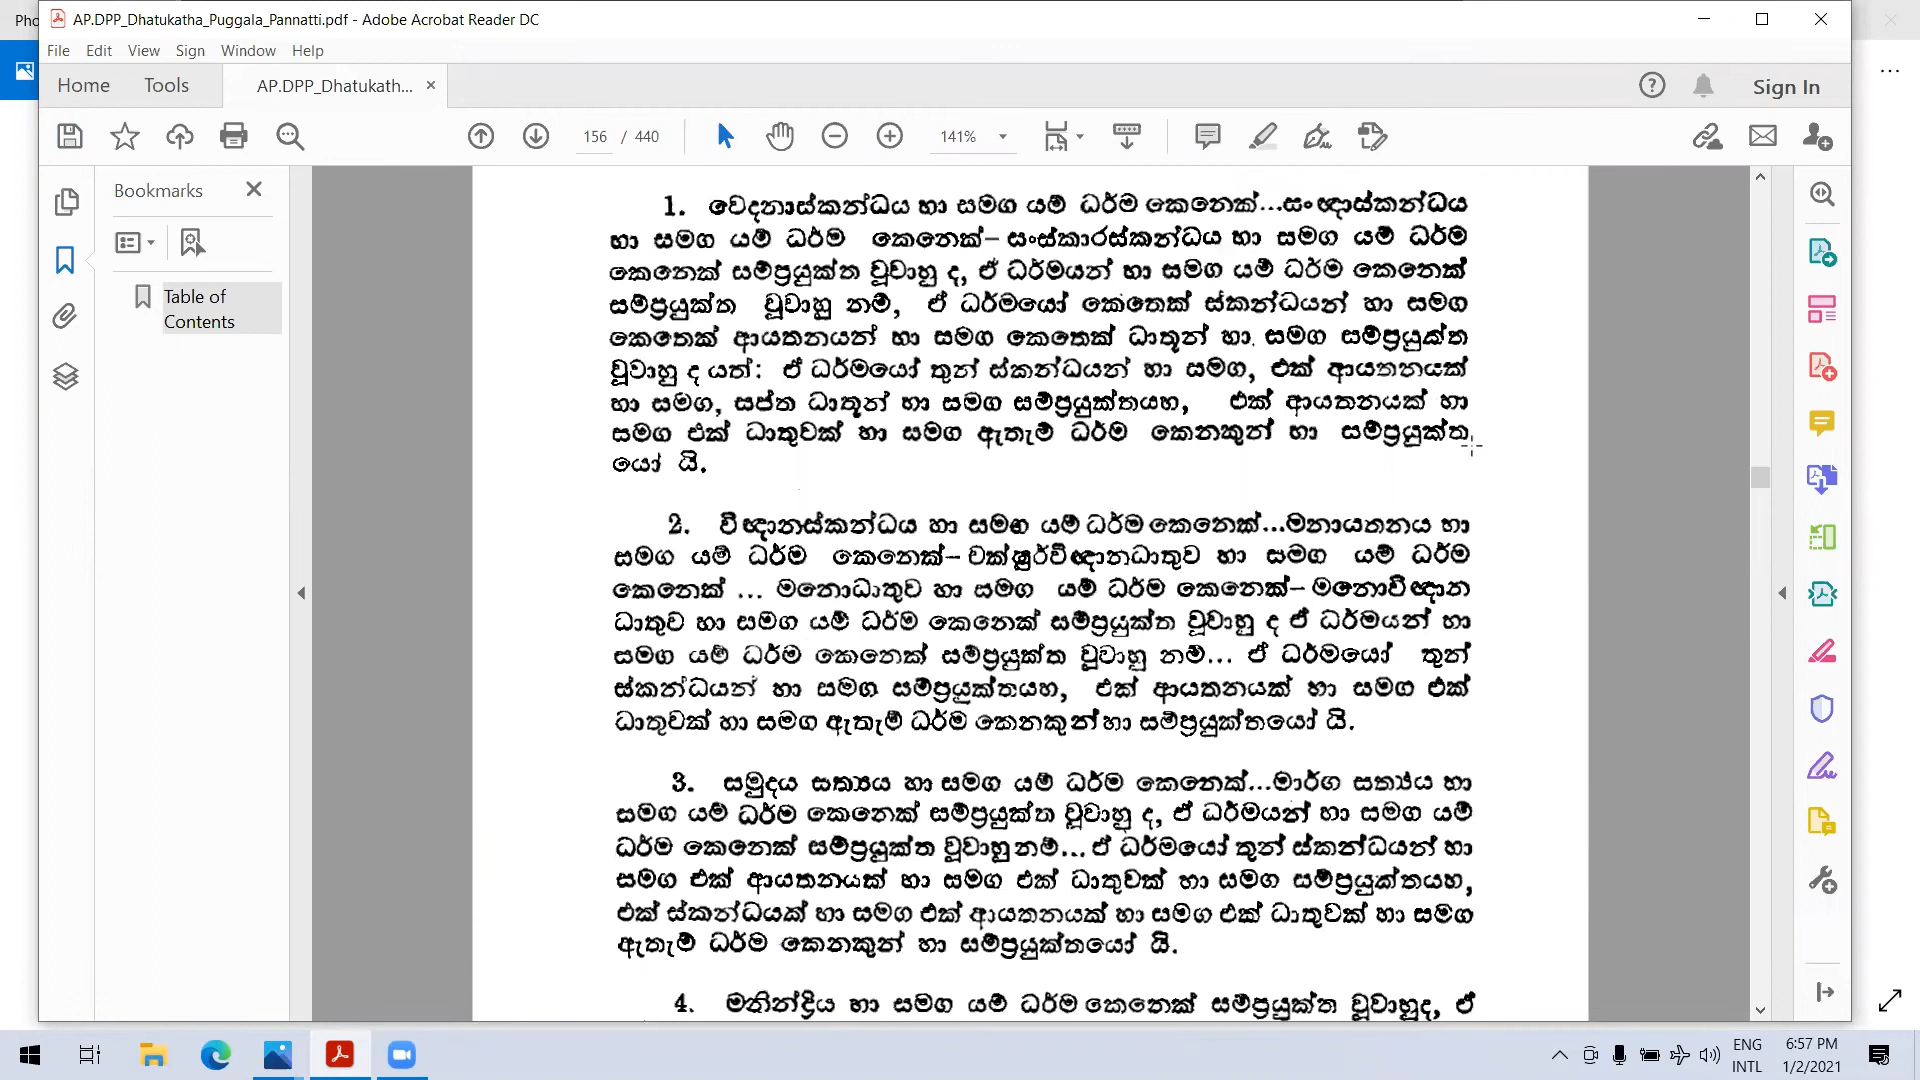 Pho
AP.DPP_Dhatukatha_Puggala_Pannatti.pdf - Adobe Acrobat Reader DC
File Edit View Sign Window Help
Home Tools AP.DPP_Dhatukath... Sign In
156 / 440 141%
Bookmarks
Table of
Contents
1. වේදනාස්කන්ධය හා සමග යම් ධර්ම කෙනෙක්...සංඥාස්කන්ධය
හා සමග යම් ධර්ම කෙනෙක්– සංස්කාරස්කන්ධය හා සමග යම් ධර්ම
කෙනෙක් සම්ප්‍රයුක්ත වූවාහු ද, ඒ ධර්මයන් හා සමග යම් ධර්ම කෙනෙක්
සම්ප්‍රයුක්ත වූවාහු නම්, ඒ ධර්මයෝ කෙතෙක් ස්කන්ධයන් හා සමග
කෙතෙක් ආයතනයන් හා සමග කෙතෙක් ධාතූන් හා සමග සම්ප්‍රයුක්ත
වූවාහු ද යත්: ඒ ධර්මයෝ තුන් ස්කන්ධයන් හා සමග, එක් ආයතනයක්
හා සමග, සප්ත ධාතූන් හා සමග සම්ප්‍රයුක්තයහ, එක් ආයතනයක් හා
සමග එක් ධාතුවක් හා සමග ඇතැම් ධර්ම කෙනකුන් හා සම්ප්‍රයුක්ත
යෝ යි.
2. විඥානස්කන්ධය හා සමග යම් ධර්ම කෙනෙක්...මනායතනය හා
සමග යම් ධර්ම කෙනෙක්– චක්ෂුර්විඥානධාතුව හා සමග යම් ධර්ම
කෙනෙක් ... මනොධාතුව හා සමග යම් ධර්ම කෙනෙක්– මනොවිඥාන
ධාතුව හා සමග යම් ධර්ම කෙනෙක් සම්ප්‍රයුක්ත වූවාහු ද ඒ ධර්මයන් හා
සමග යම් ධර්ම කෙනෙක් සම්ප්‍රයුක්ත වූවාහු නම්... ඒ ධර්මයෝ තුන්
ස්කන්ධයන් හා සමග සම්ප්‍රයුක්තයහ, එක් ආයතනයක් හා සමග එක්
ධාතුවක් හා සමග ඇතැම් ධර්ම කෙනකුන් හා සම්ප්‍රයුක්තයෝ යි.
3. සමුදය සත්‍යය හා සමග යම් ධර්ම කෙනෙක්...මාර්ග සත්‍යය හා
සමග යම් ධර්ම කෙනෙක් සම්ප්‍රයුක්ත වූවාහු ද, ඒ ධර්මයන් හා සමග යම්
ධර්ම කෙනෙක් සම්ප්‍රයුක්ත වූවාහු නම්... ඒ ධර්මයෝ තුන් ස්කන්ධයන් හා
සමග එක් ආයතනයක් හා සමග එක් ධාතුවක් හා සමග සම්ප්‍රයුක්තයහ,
එක් ස්කන්ධයක් හා සමග එක් ආයතනයක් හා සමග එක් ධාතුවක් හා සමග
ඇතැම් ධර්ම කෙනකුන් හා සම්ප්‍රයුක්තයෝ යි.
4. මනින්ද්‍රිය හා සමග යම් ධර්ම කෙනෙක් සම්ප්‍රයුක්ත වූවාහුද, ඒ
ENG 6:57 PM
INTL 1/2/2021